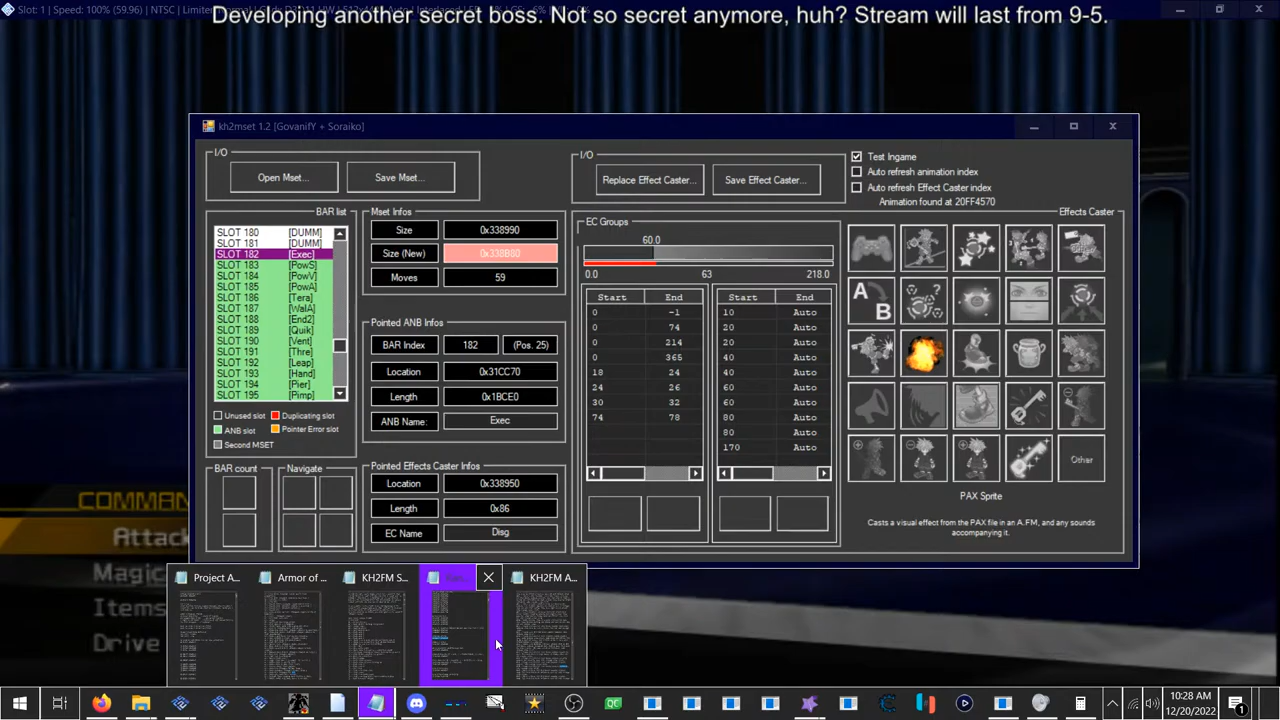 Developing another secret boss. Not so secret anymore, huh? Stream will last from 9-5.
kh2mset 1.2 [GovanifY + Soraiko]
I/O
Open Mset...
Save Mset...
I/O
Replace Effect Caster...
Save Effect Caster...
Test Ingame
Auto refresh animation index
Auto refresh Effect Caster index
Animation found at 20FF4570
BAR list
SLOT 180 [DUMM]
SLOT 181 [DUMM]
SLOT 182 [Exec]
SLOT 183 [PowS]
SLOT 184 [PowV]
SLOT 185 [PowA]
SLOT 186 [Tera]
SLOT 187 [WalA]
SLOT 188 [End2]
SLOT 189 [Quik]
SLOT 190 [Vent]
SLOT 191 [Thre]
SLOT 192 [Leap]
SLOT 193 [Hand]
SLOT 194 [Pier]
SLOT 195 [Pimp]
Unused slot
Duplicating slot
ANB slot
Pointer Error slot
Second MSET
BAR count
Navigate
Mset Infos
Size 0x338990
Size (New) 0x338B80
Moves 59
Pointed ANB Infos
BAR Index 182 (Pos. 25)
Location 0x31CC70
Length 0x1BCE0
ANB Name: Exec
Pointed Effects Caster Infos
Location 0x338950
Length 0x86
EC Name Disg
EC Groups
60.0
0.0 63 218.0
Start End
0 -1
0 74
0 214
0 365
18 24
24 26
30 32
74 78
Start End
10 Auto
20 Auto
20 Auto
40 Auto
40 Auto
60 Auto
60 Auto
80 Auto
80 Auto
170 Auto
Effects Caster
A B
Other
PAX Sprite
Casts a visual effect from the PAX file in an A.FM, and any sounds
accompanying it.
COMMAN
Attack
Magic
Items
Drive
Project A...
Armor of ...
KH2FM S...
KH2FM A...
QC
10:28 AM
12/20/2022